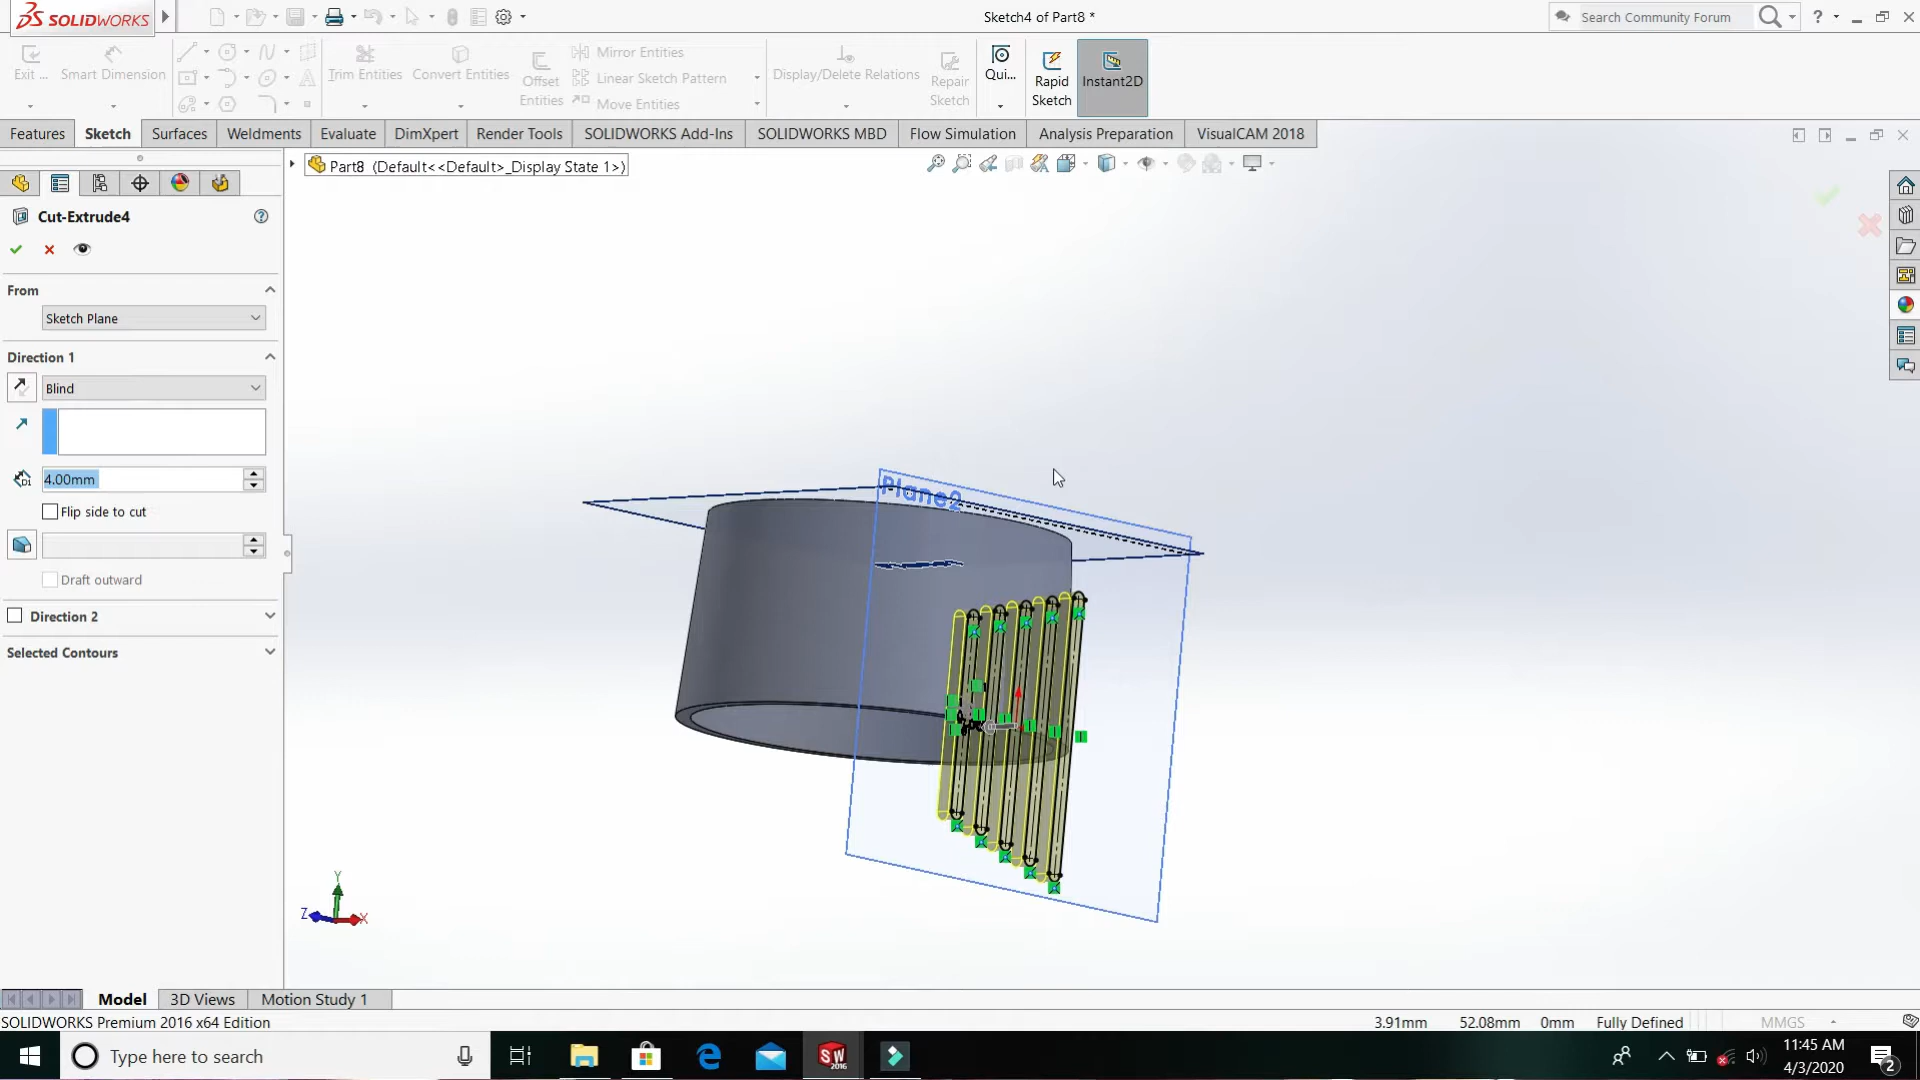 SOLIDWORKS
Sketch4 of Part8 *
Search Community Forum
?
Exit ...
Smart Dimension
Trim Entities
Convert Entities
Offset Entities
Mirror Entities
Linear Sketch Pattern
Move Entities
Display/Delete Relations
Repair Sketch
Qui...
Rapid Sketch
Instant2D
Features
Sketch
Surfaces
Weldments
Evaluate
DimXpert
Render Tools
SOLIDWORKS Add-Ins
SOLIDWORKS MBD
Flow Simulation
Analysis Preparation
VisualCAM 2018
Part8 (Default<<Default>_Display State 1>)
Cut-Extrude4
?
From
Sketch Plane
Direction 1
Blind
D1
4.00mm
Flip side to cut
Draft outward
Direction 2
Selected Contours
Plane2
Y
Z
X
Model
3D Views
Motion Study 1
SOLIDWORKS Premium 2016 x64 Edition
3.91mm
52.08mm
0mm
Fully Defined
MMGS
Type here to search
SW
2016
11:45 AM
4/3/2020
2